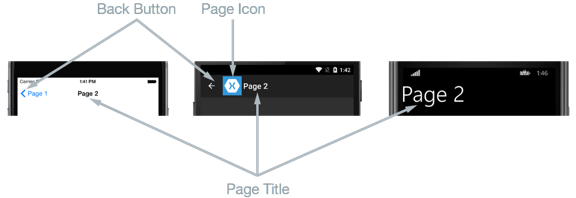 Back Button
Page Icon
Carrier
1:41 PM
Page 1
Page 2
1:42
Page 2
1:46
Page 2
Page Title